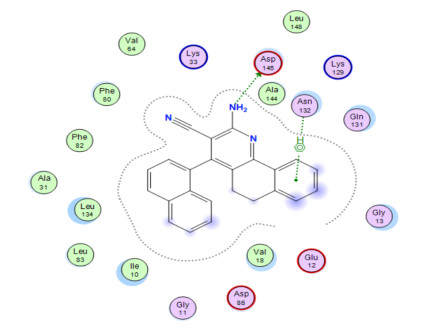 Leu
148
Val
64
Lys
33
Asp
145
Lys
129
Phe
80
Ala
144
Asn
132
NH2
N
Gln
131
Phe
82
N
H
Ala
31
Leu
134
Gly
13
Leu
83
Ile
10
Val
18
Glu
12
Gly
11
Asp
86